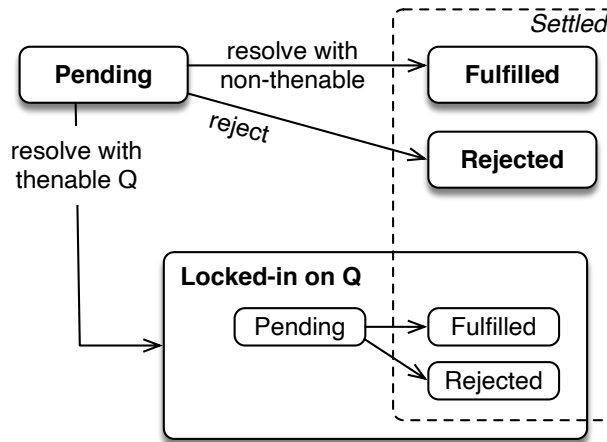 Settled
Pending
resolve with
non-thenable
Fulfilled
reject
Rejected
resolve with
thenable Q
Locked-in on Q
Pending
Fulfilled
Rejected